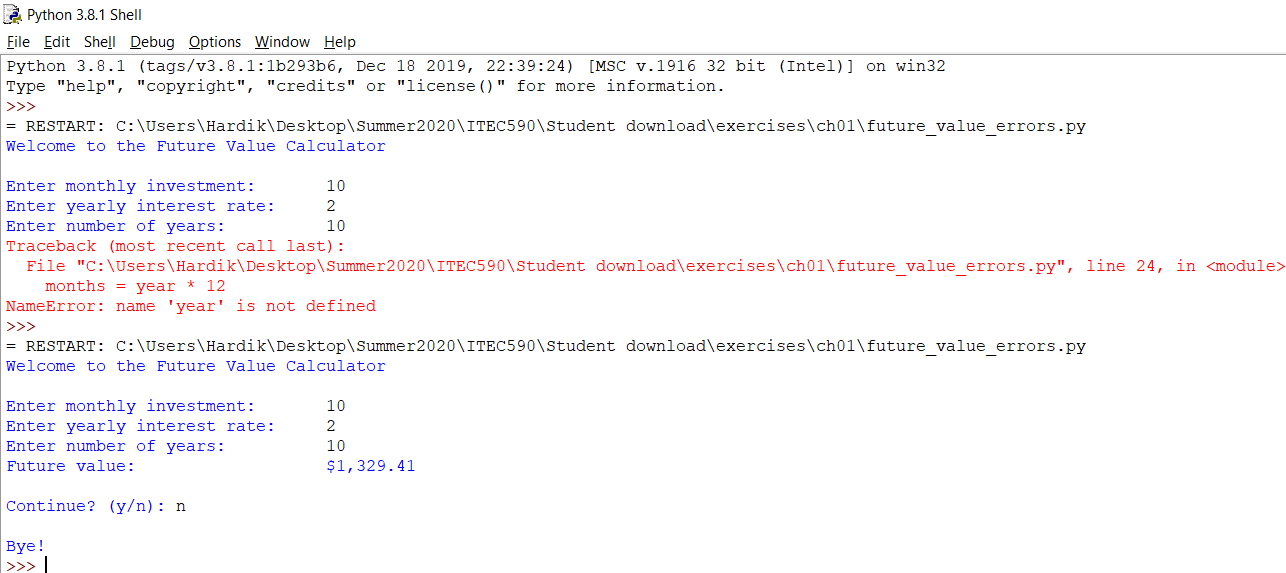 Python 3.8.1 Shell
File Edit Shell Debug Options Window Help
Python 3.8.1 (tags/v3.8.1:1b293b6, Dec 18 2019, 22:39:24) [MSC v.1916 32 bit (Intel)] on win32
Type "help", "copyright", "credits" or "license()" for more information.
>>>
= RESTART: C:\Users\Hardik\Desktop\Summer2020\ITEC590\Student download\exercises\ch01\future_value_errors.py
Welcome to the Future Value Calculator

Enter monthly investment:       10
Enter yearly interest rate:     2
Enter number of years:          10
Traceback (most recent call last):
  File "C:\Users\Hardik\Desktop\Summer2020\ITEC590\Student download\exercises\ch01\future_value_errors.py", line 24, in <module>
    months = year * 12
NameError: name 'year' is not defined
>>>
= RESTART: C:\Users\Hardik\Desktop\Summer2020\ITEC590\Student download\exercises\ch01\future_value_errors.py
Welcome to the Future Value Calculator

Enter monthly investment:       10
Enter yearly interest rate:     2
Enter number of years:          10
Future value:                   $1,329.41

Continue? (y/n): n

Bye!
>>>